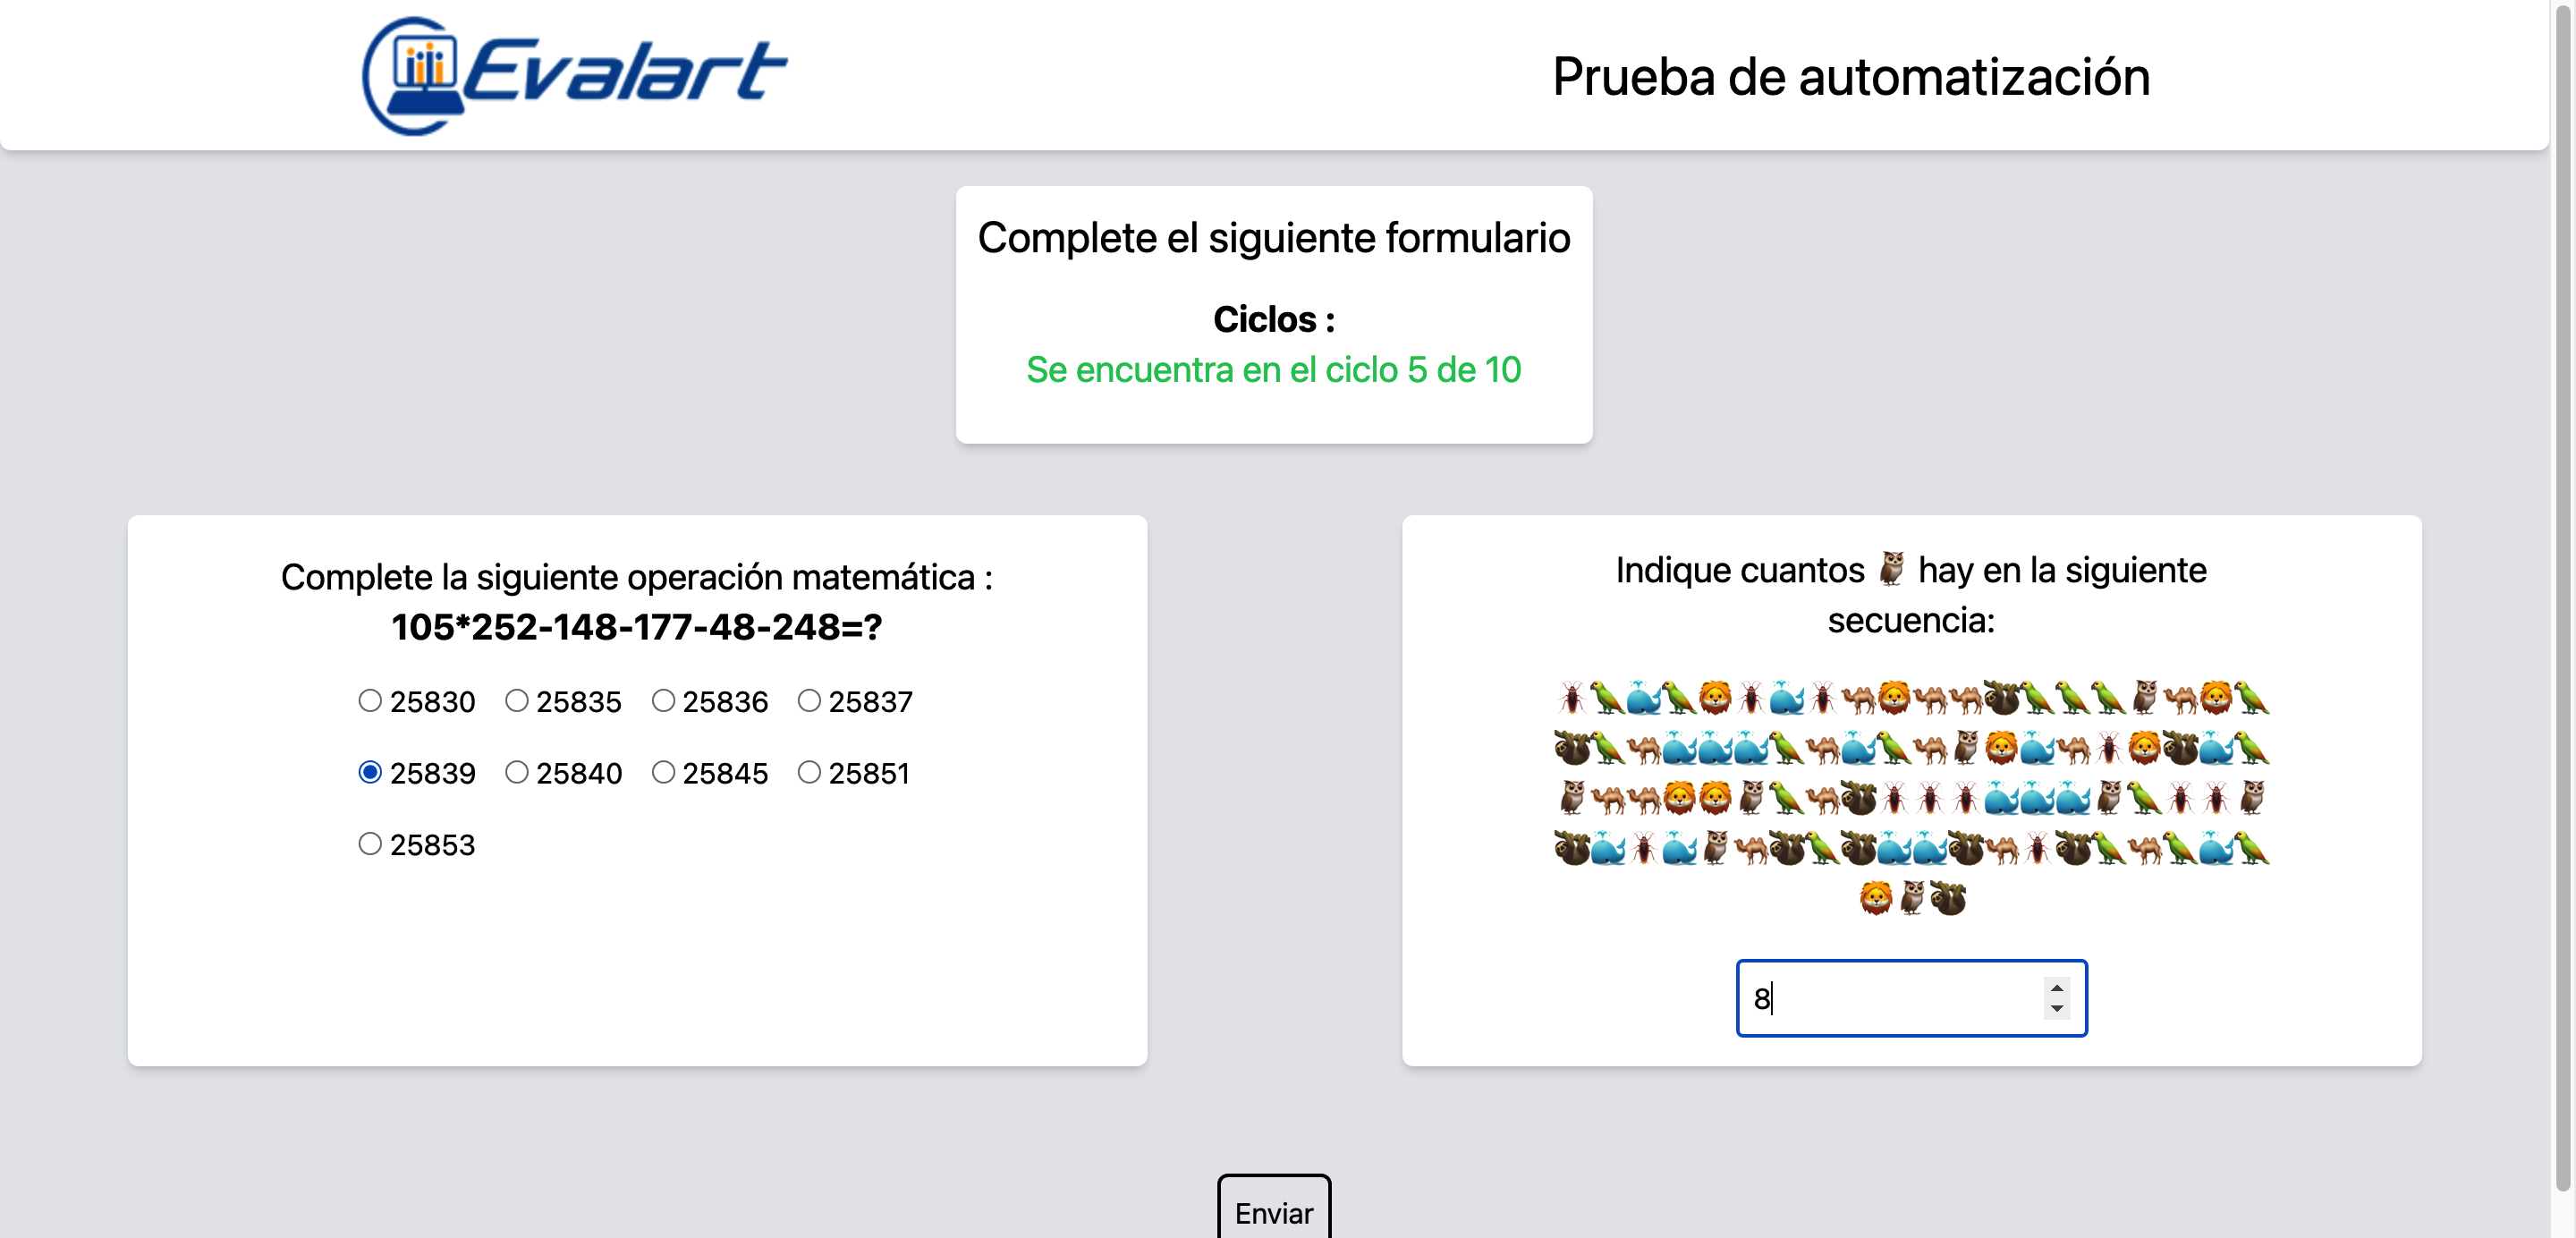 Evalart
Prueba de automatización
Complete el siguiente formulario
Ciclos :
Se encuentra en el ciclo 5 de 10
Complete la siguiente operación matemática :
105*252-148-177-48-248=?
25830 25835 25836 25837
25839 25840 25845 25851
25853
Indique cuantos 🦉 hay en la siguiente
secuencia:
8
Enviar